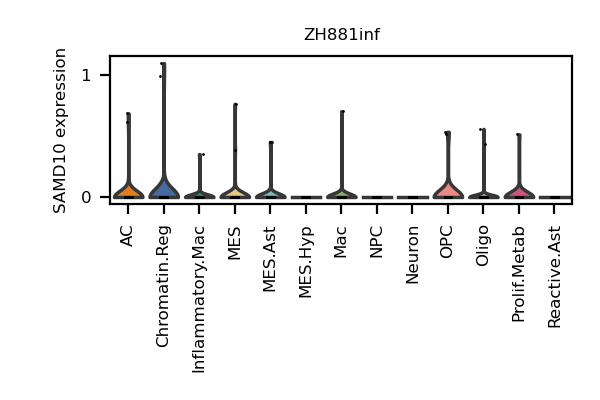 ZH881inf
SAMD10 expression
1
0
AC
Chromatin.Reg
Inflammatory.Mac
MES
MES.Ast
MES.Hyp
Mac
NPC
Neuron
OPC
Oligo
Prolif.Metab
Reactive.Ast